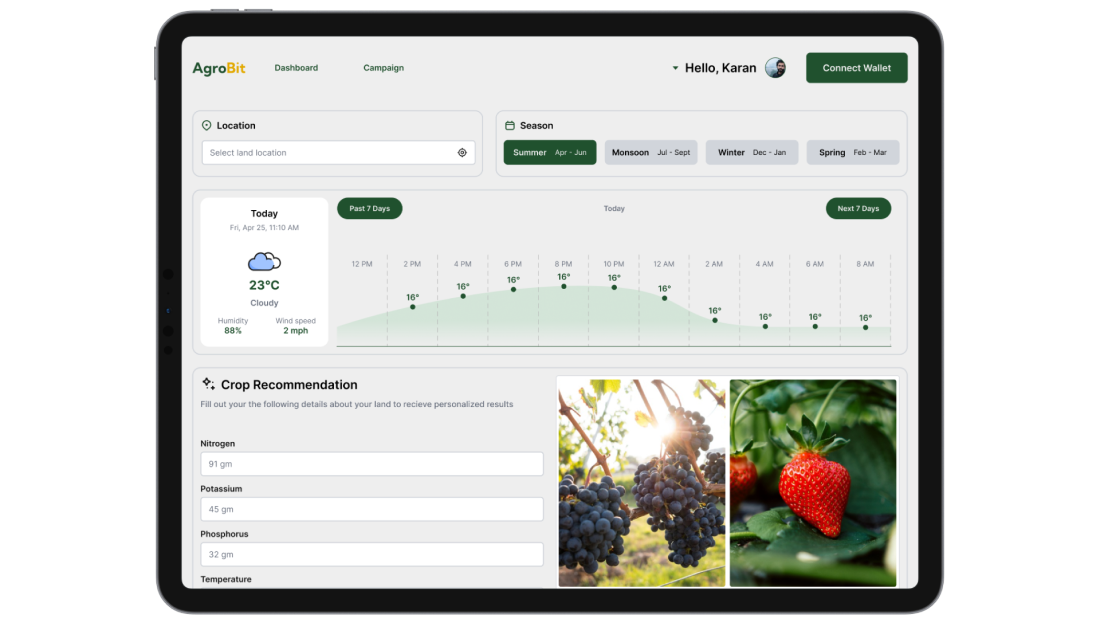 AgroBit
Dashboard
Campaign
Hello, Karan
Connect Wallet
Location
Select land location
Season
Summer Apr - Jun
Monsoon Jul - Sept
Winter Dec - Jan
Spring Feb - Mar
Today
Fri, Apr 25, 11:10 AM
23°C
Cloudy
Humidity
88%
Wind speed
2 mph
Past 7 Days
Today
Next 7 Days
12 PM 2 PM 4 PM 6 PM 8 PM 10 PM 12 AM 2 AM 4 AM 6 AM 8 AM
16° 16° 16° 16° 16° 16° 16° 16° 16° 16°
Crop Recommendation
Fill out your the following details about your land to recieve personalized results
Nitrogen
91 gm
Potassium
45 gm
Phosphorus
32 gm
Temperature